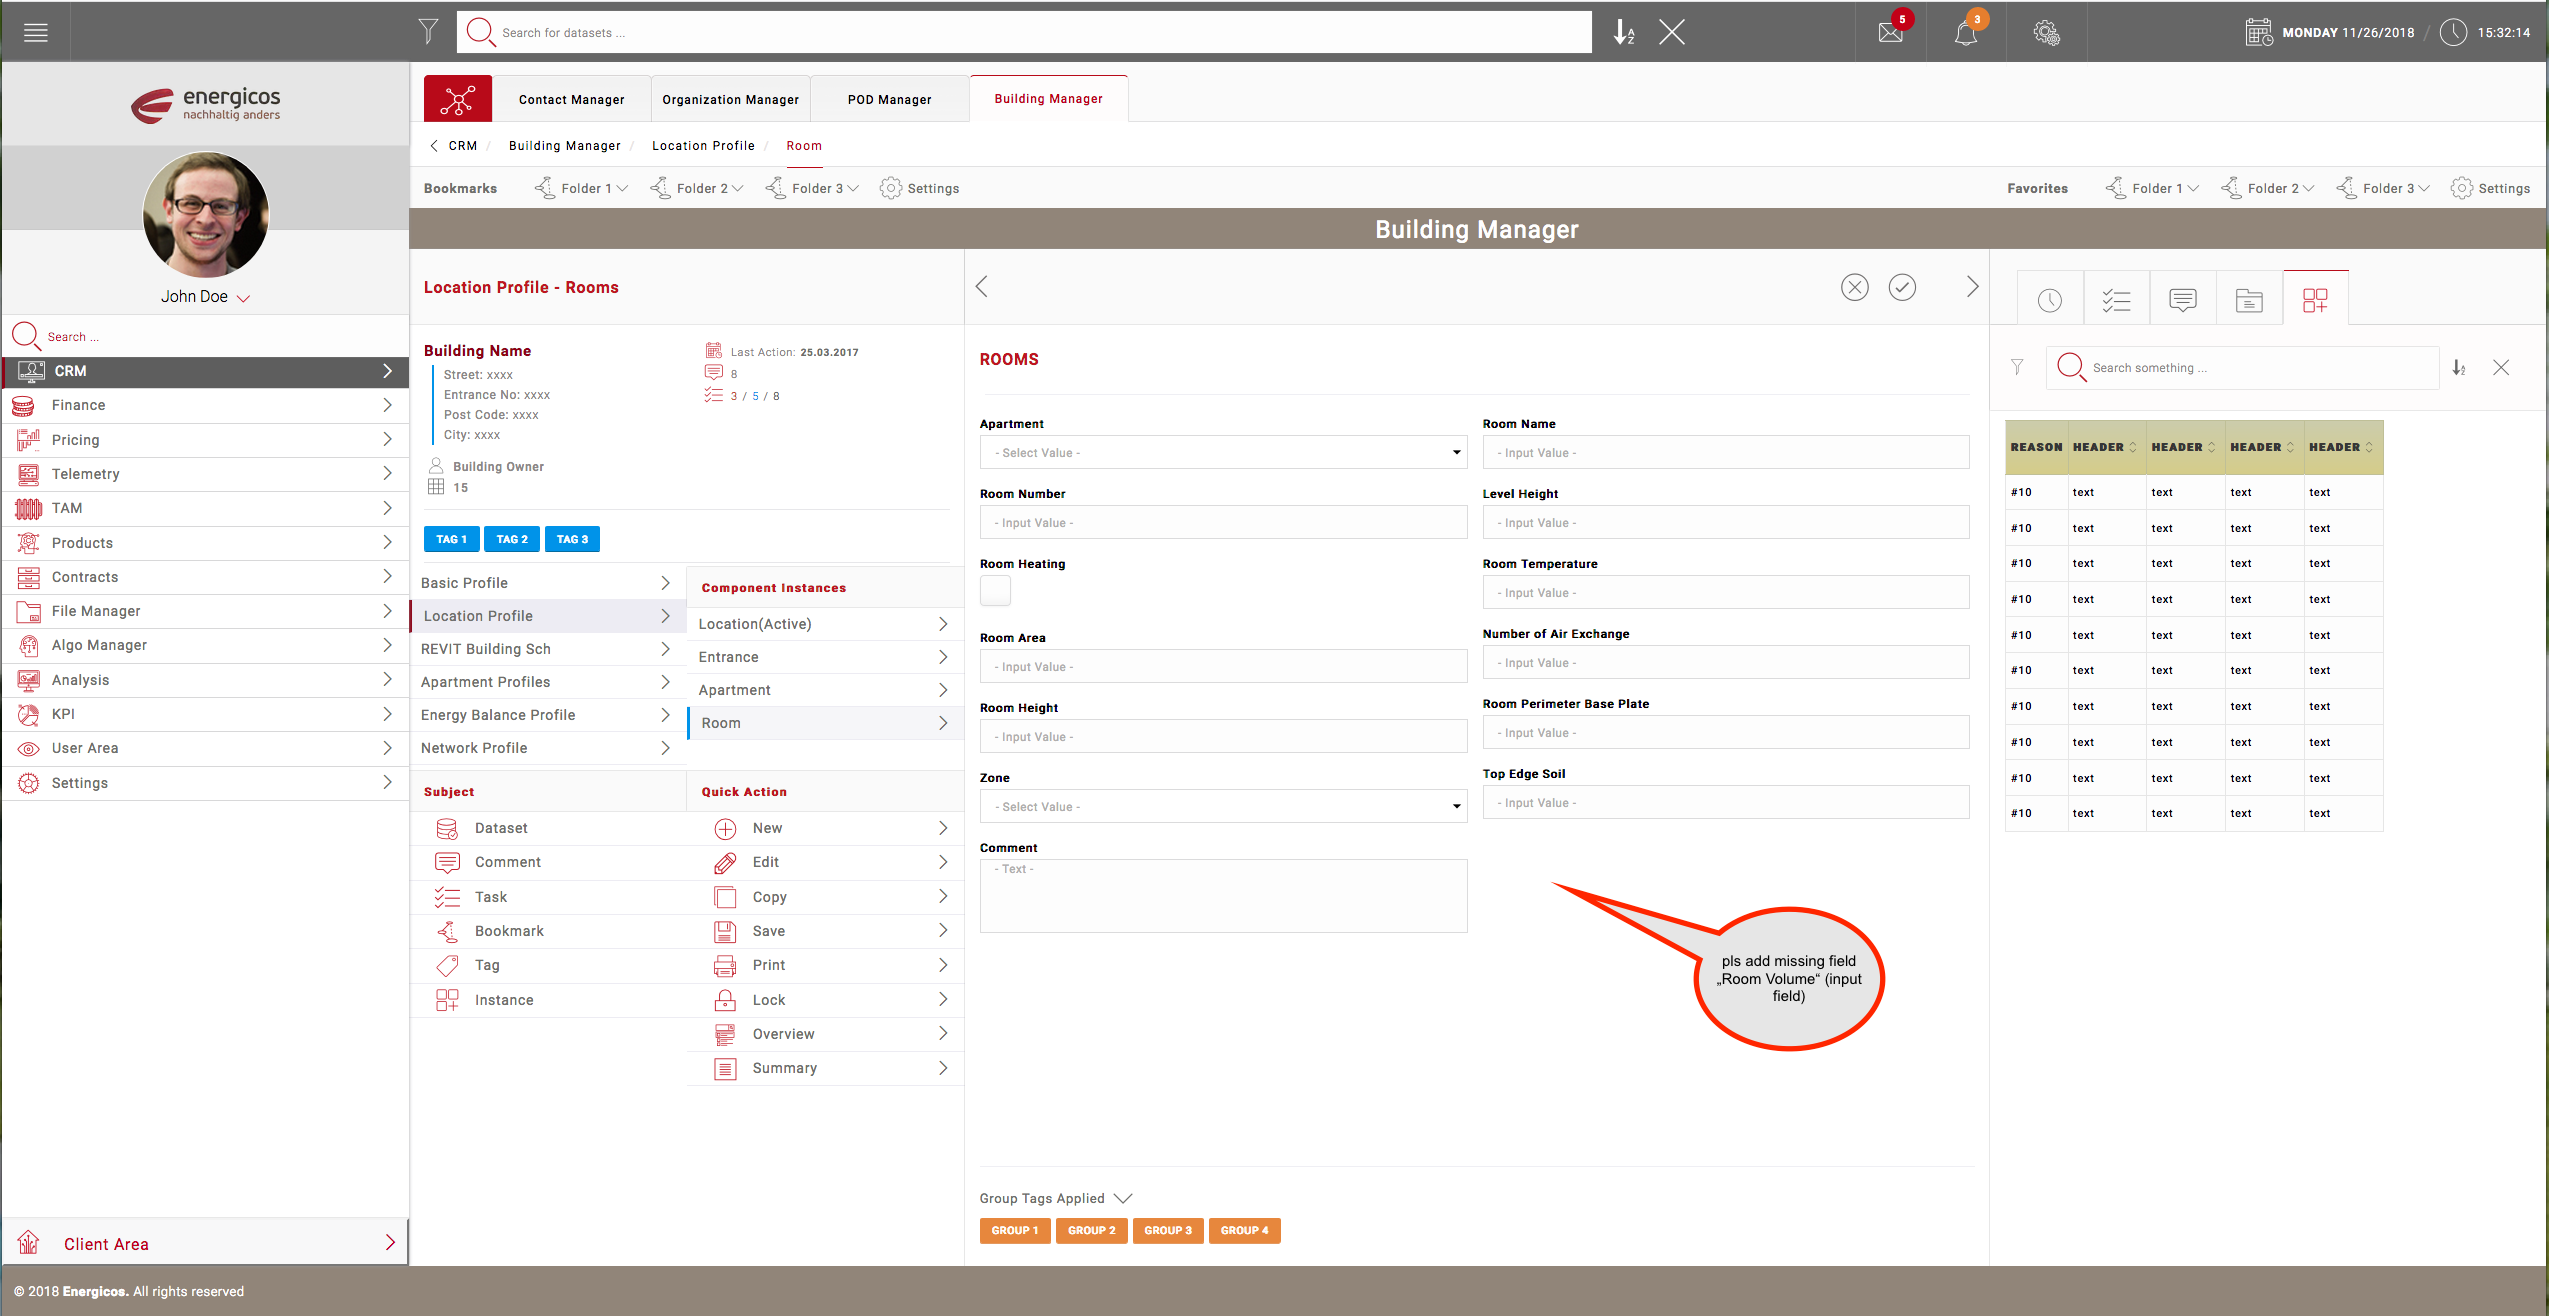 Search for datasets ...
5
3
MONDAY 11/26/2018 / 15:32:14
energicos
nachhaltig anders
John Doe
Search ...
CRM
Finance
Pricing
Telemetry
TAM
Products
Contracts
File Manager
Algo Manager
Analysis
KPI
User Area
Settings
Client Area
Contact Manager
Organization Manager
POD Manager
Building Manager
CRM / Building Manager / Location Profile / Room
Bookmarks Folder 1 Folder 2 Folder 3 Settings
Favorites Folder 1 Folder 2 Folder 3 Settings
Building Manager
Location Profile - Rooms
Building Name
Street: xxxx
Entrance No: xxxx
Post Code: xxxx
City: xxxx
Building Owner
15
Last Action: 25.03.2017
8
3 / 5 / 8
TAG 1 TAG 2 TAG 3
Basic Profile
Location Profile
REVIT Building Sch
Apartment Profiles
Energy Balance Profile
Network Profile
Component Instances
Location(Active)
Entrance
Apartment
Room
Subject
Dataset
Comment
Task
Bookmark
Tag
Instance
Quick Action
New
Edit
Copy
Save
Print
Lock
Overview
Summary
ROOMS
Apartment
- Select Value -
Room Number
- Input Value -
Room Heating
Room Area
- Input Value -
Room Height
- Input Value -
Zone
- Select Value -
Comment
- Text -
Room Name
- Input Value -
Level Height
- Input Value -
Room Temperature
- Input Value -
Number of Air Exchange
- Input Value -
Room Perimeter Base Plate
- Input Value -
Top Edge Soil
- Input Value -
pls add missing field
„Room Volume“ (input
field)
Group Tags Applied
GROUP 1 GROUP 2 GROUP 3 GROUP 4
Search something ...
REASON HEADER HEADER HEADER HEADER
#10 text text text text
#10 text text text text
#10 text text text text
#10 text text text text
#10 text text text text
#10 text text text text
#10 text text text text
#10 text text text text
#10 text text text text
#10 text text text text
© 2018 Energicos. All rights reserved